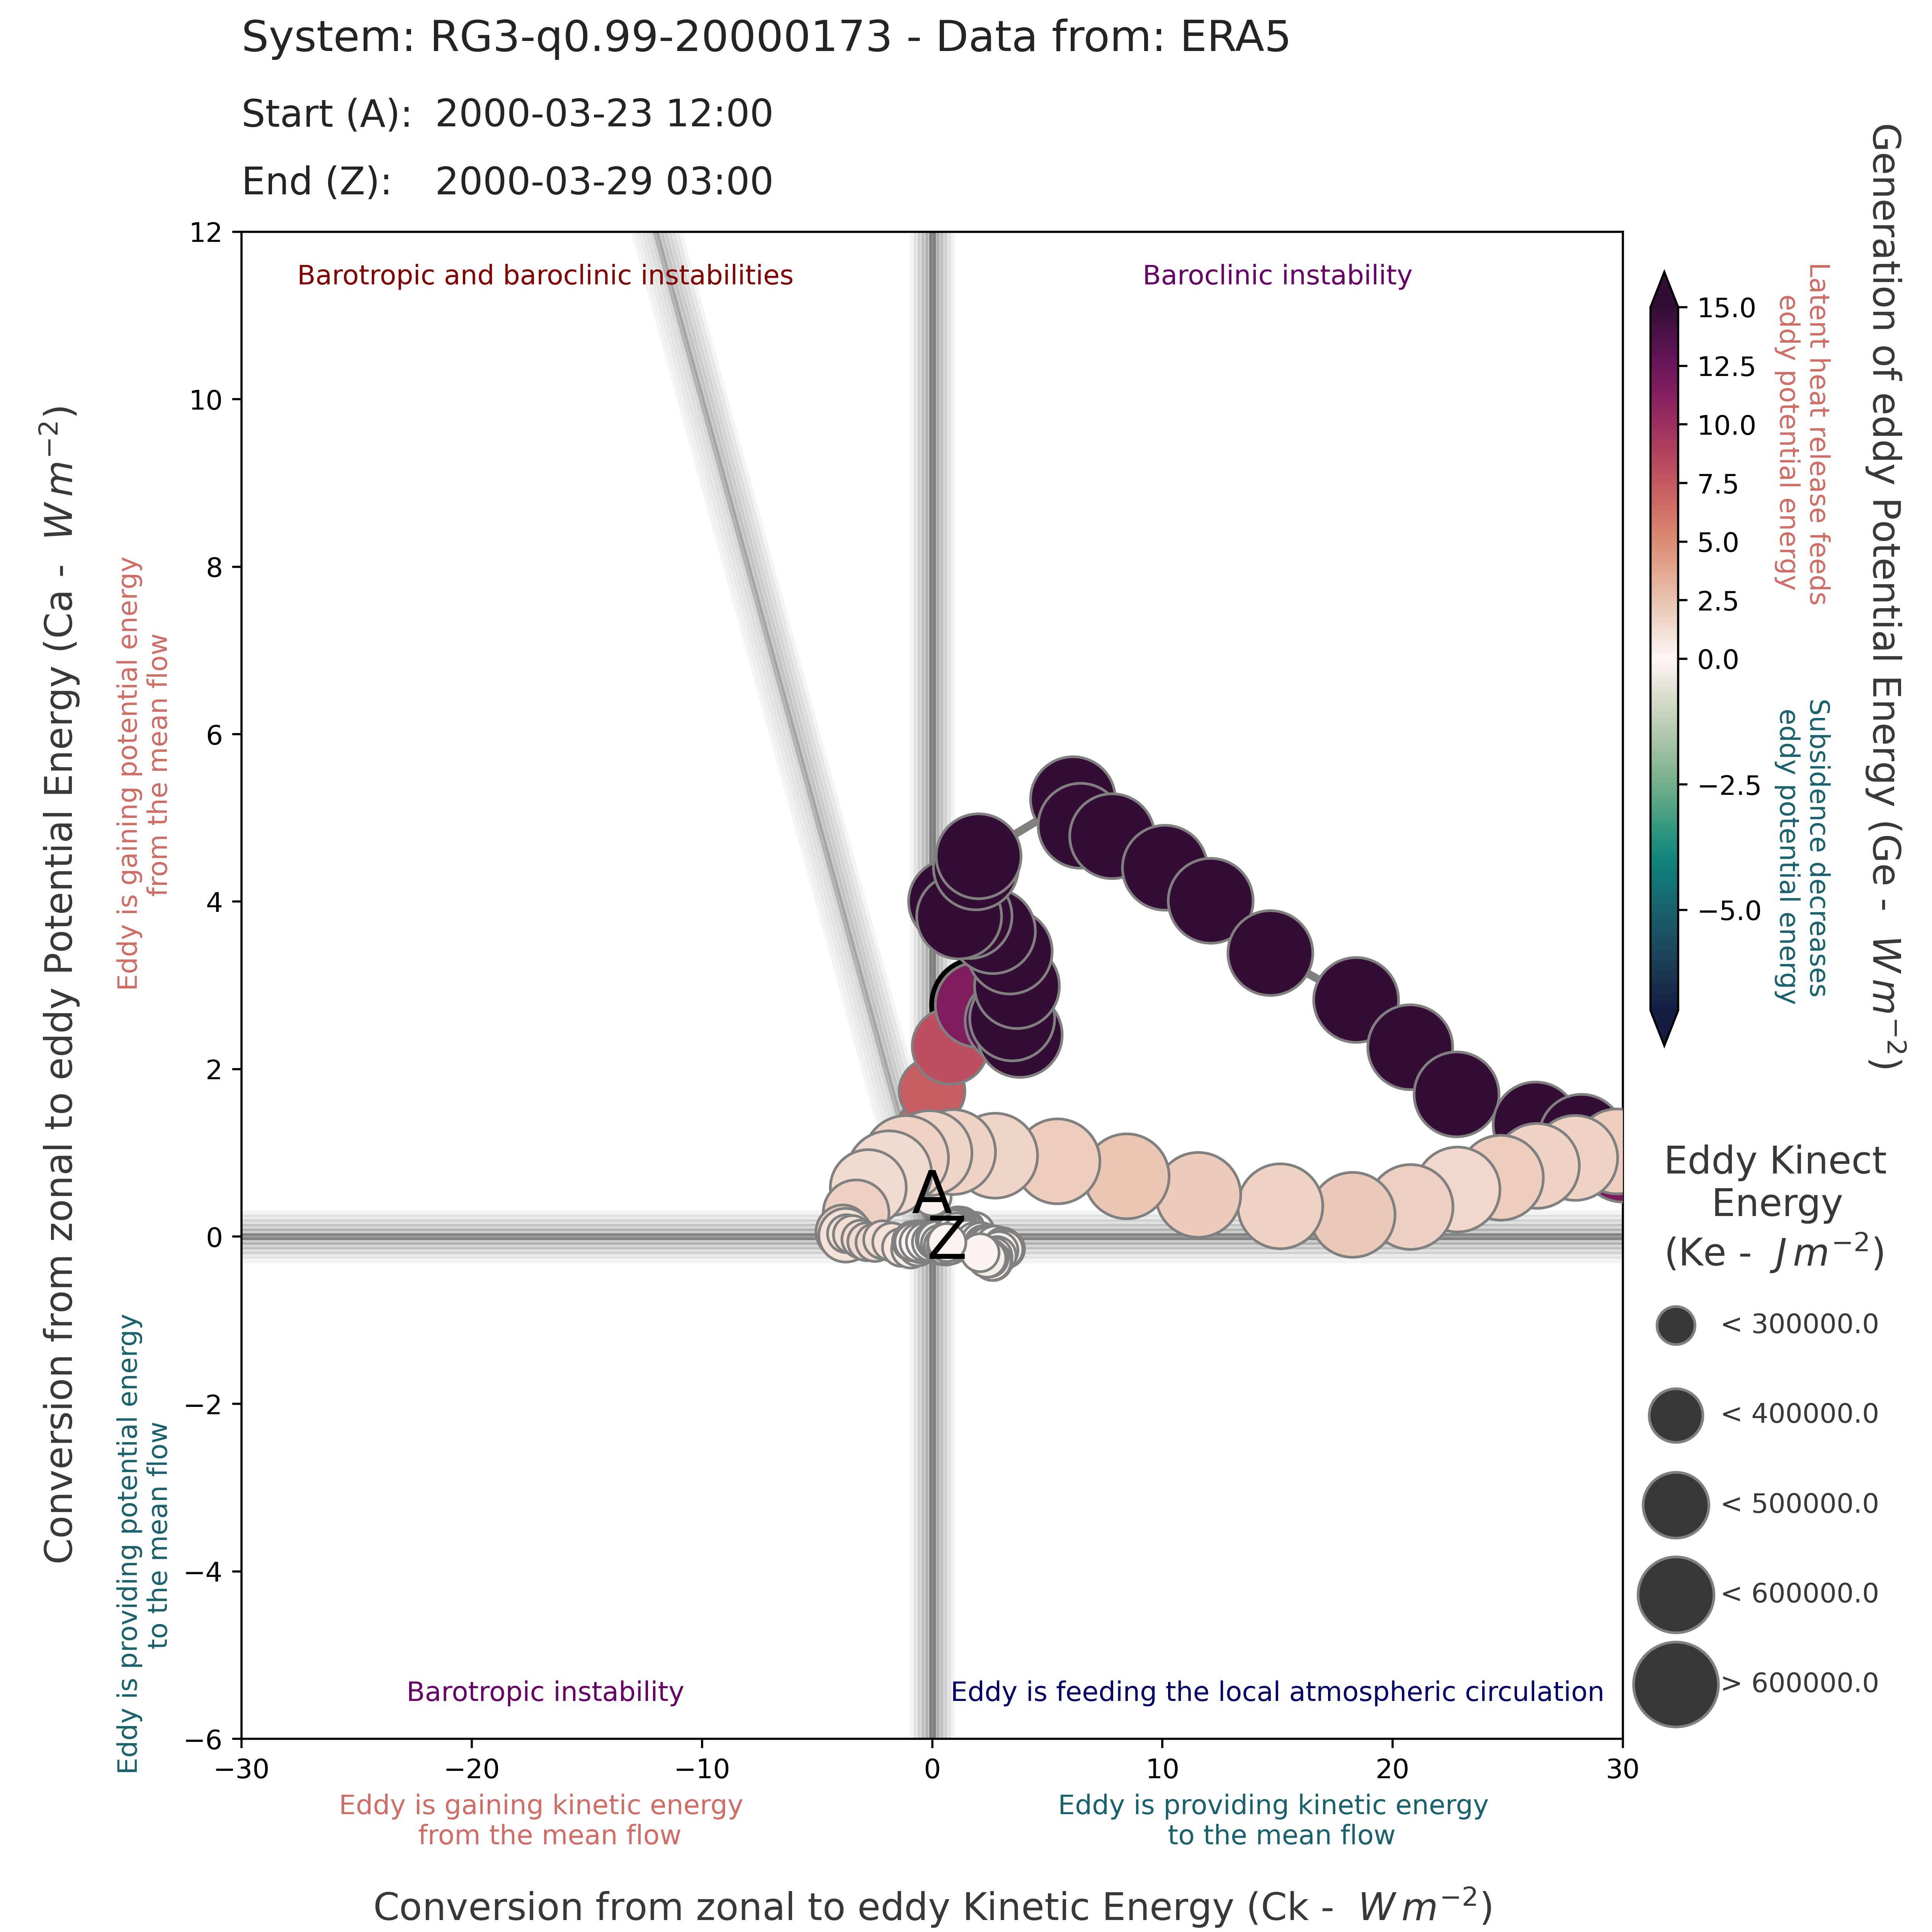 System: RG3-q0.99-20000173 - Data from: ERA5
Start (A): 2000-03-23 12:00
End (Z): 2000-03-29 03:00
Barotropic and baroclinic instabilities
Baroclinic instability
Barotropic instability
Eddy is feeding the local atmospheric circulation
A
Z
12
10
8
6
4
2
0
−2
−4
−6
−30
−20
−10
0
10
20
30
Conversion from zonal to eddy Potential Energy (Ca - W m⁻²)
Eddy is gaining potential energy
from the mean flow
Eddy is providing potential energy
to the mean flow
Eddy is gaining kinetic energy
from the mean flow
Eddy is providing kinetic energy
to the mean flow
Conversion from zonal to eddy Kinetic Energy (Ck - W m⁻²)
15.0
12.5
10.0
7.5
5.0
2.5
0.0
−2.5
−5.0
Latent heat release feeds
eddy potential energy
Subsidence decreases
eddy potential energy
Generation of eddy Potential Energy (Ge - W m⁻²)
Eddy Kinect
Energy
(Ke - J m⁻²)
< 300000.0
< 400000.0
< 500000.0
< 600000.0
> 600000.0